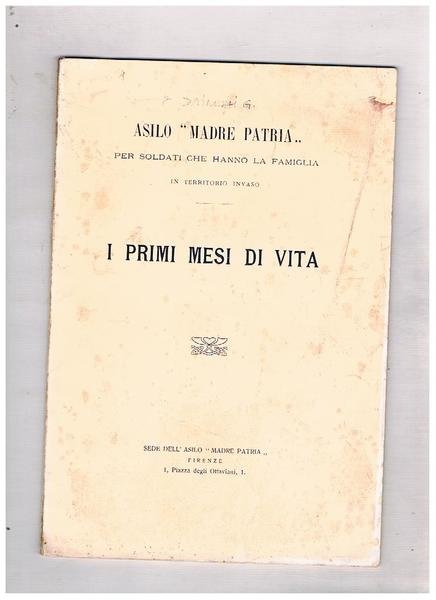 ASILO "MADRE PATRIA„
PER SOLDATI CHE HANNO LA FAMIGLIA
IN TERRITORIO INVASO
I PRIMI MESI DI VITA
SEDE DELL'ASILO "MADRE PATRIA„
FIRENZE
1, Piazza degli Ottaviani, 1.